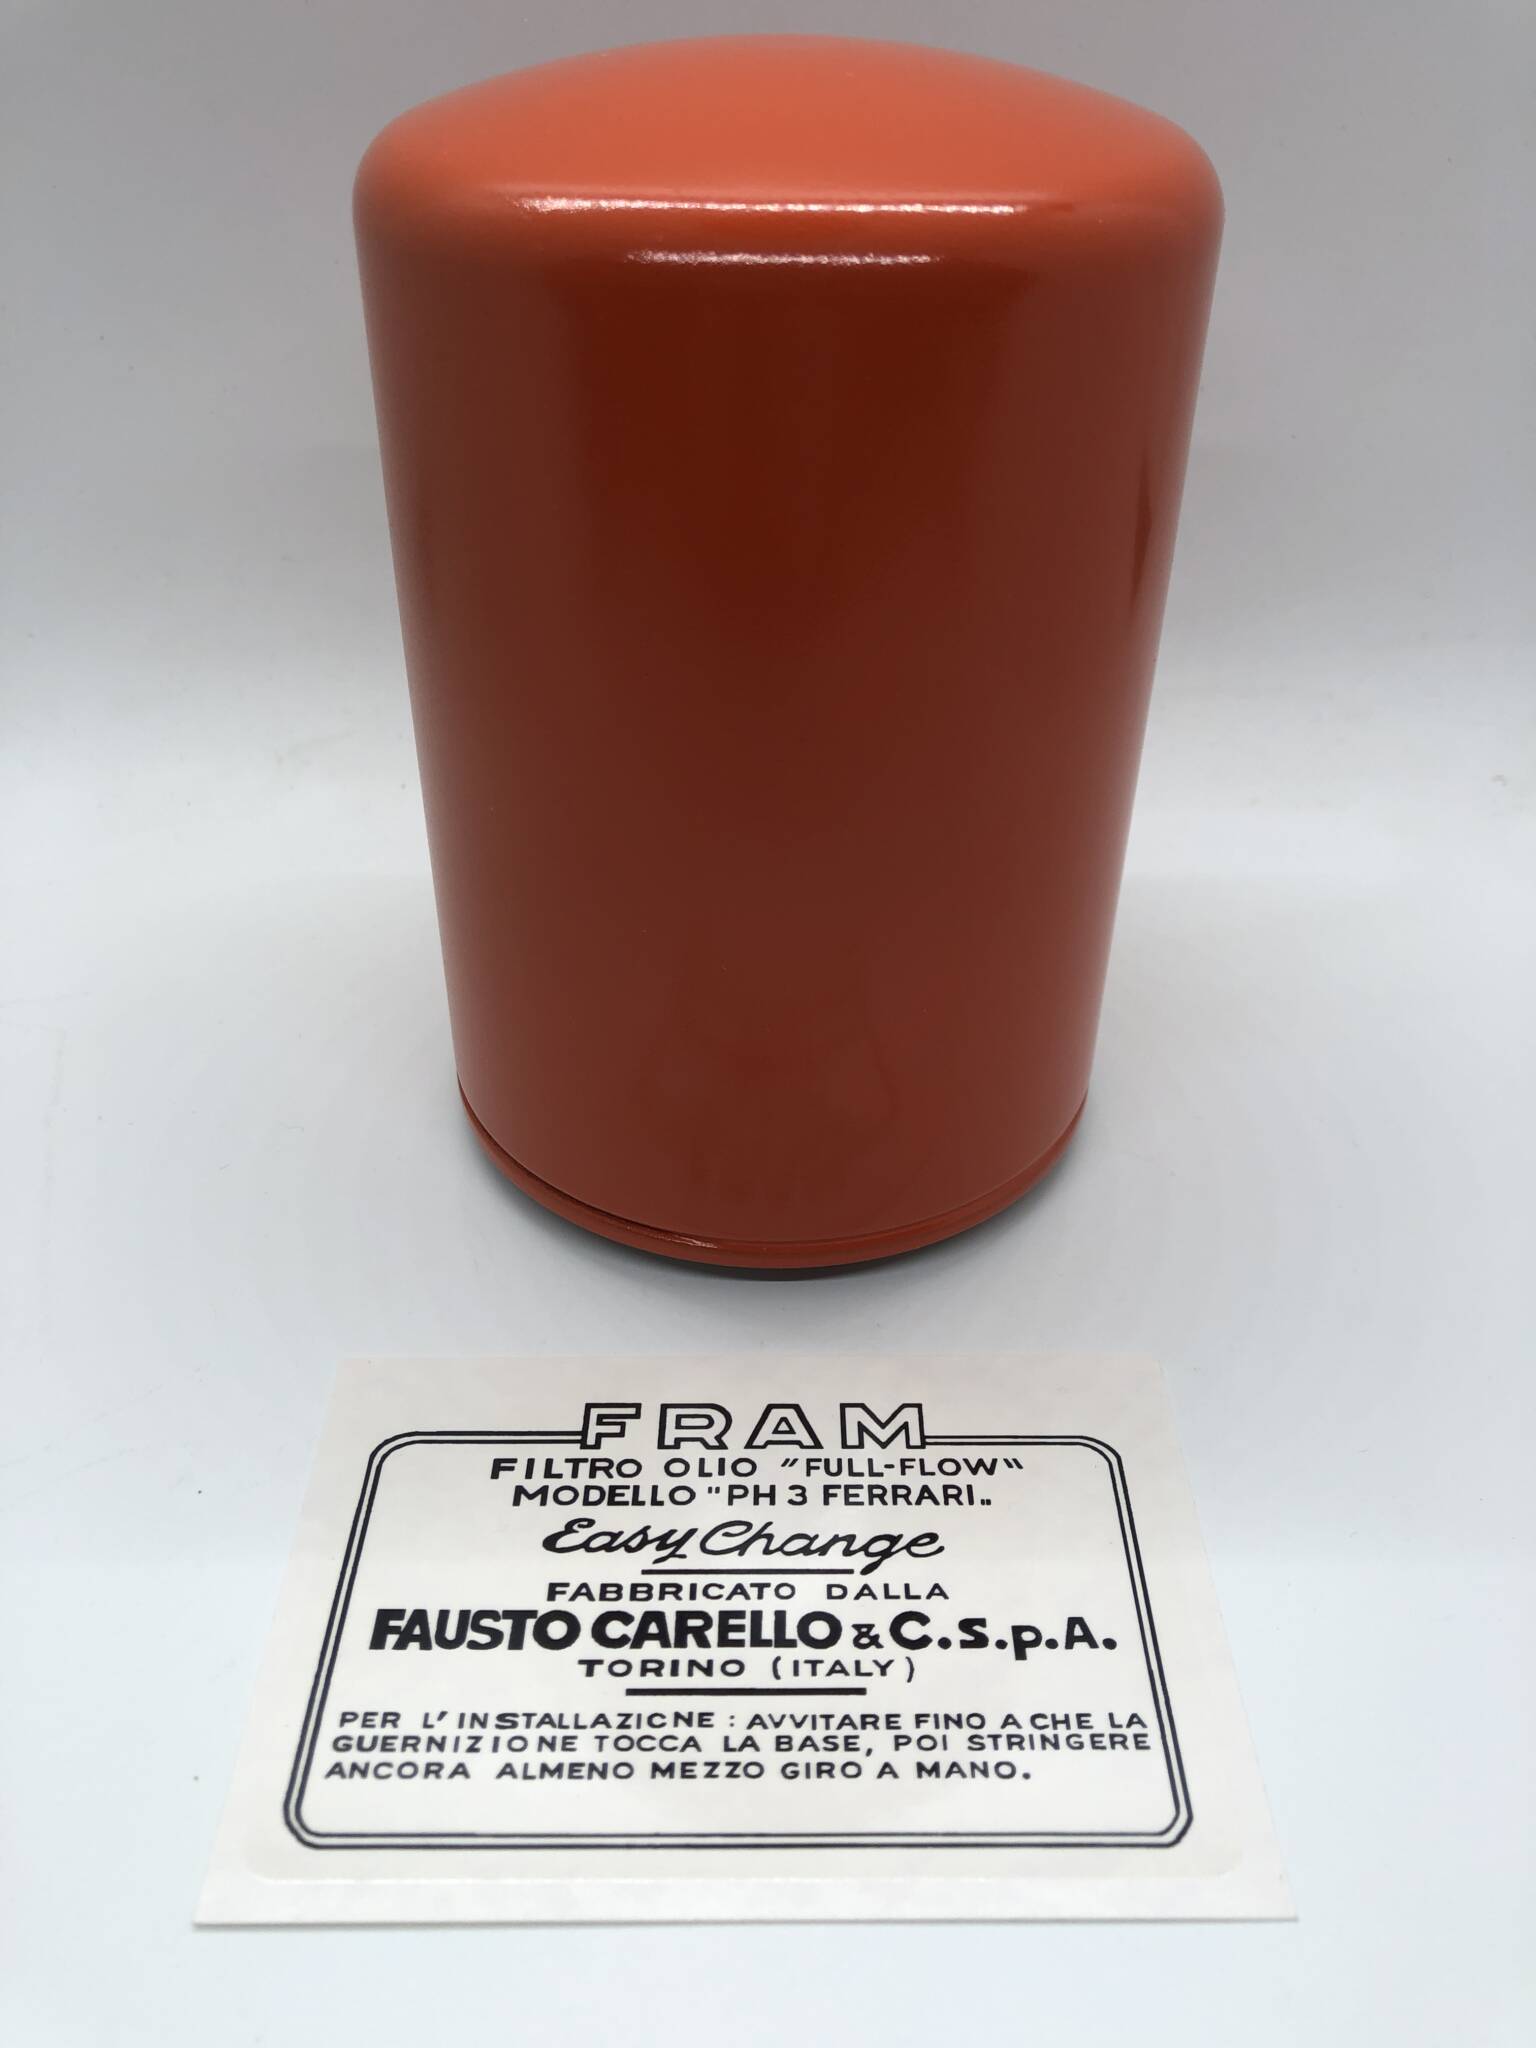 FRAM
FILTRO OLIO "FULL-FLOW"
MODELLO "PH 3 FERRARI„
Easy Change
FABBRICATO DALLA
FAUSTO CARELLO & C.s.p.A.
TORINO (ITALY)
PER L'INSTALLAZICNE : AVVITARE FINO A CHE LA
GUERNIZIONE TOCCA LA BASE, POI STRINGERE
ANCORA ALMENO MEZZO GIRO A MANO.